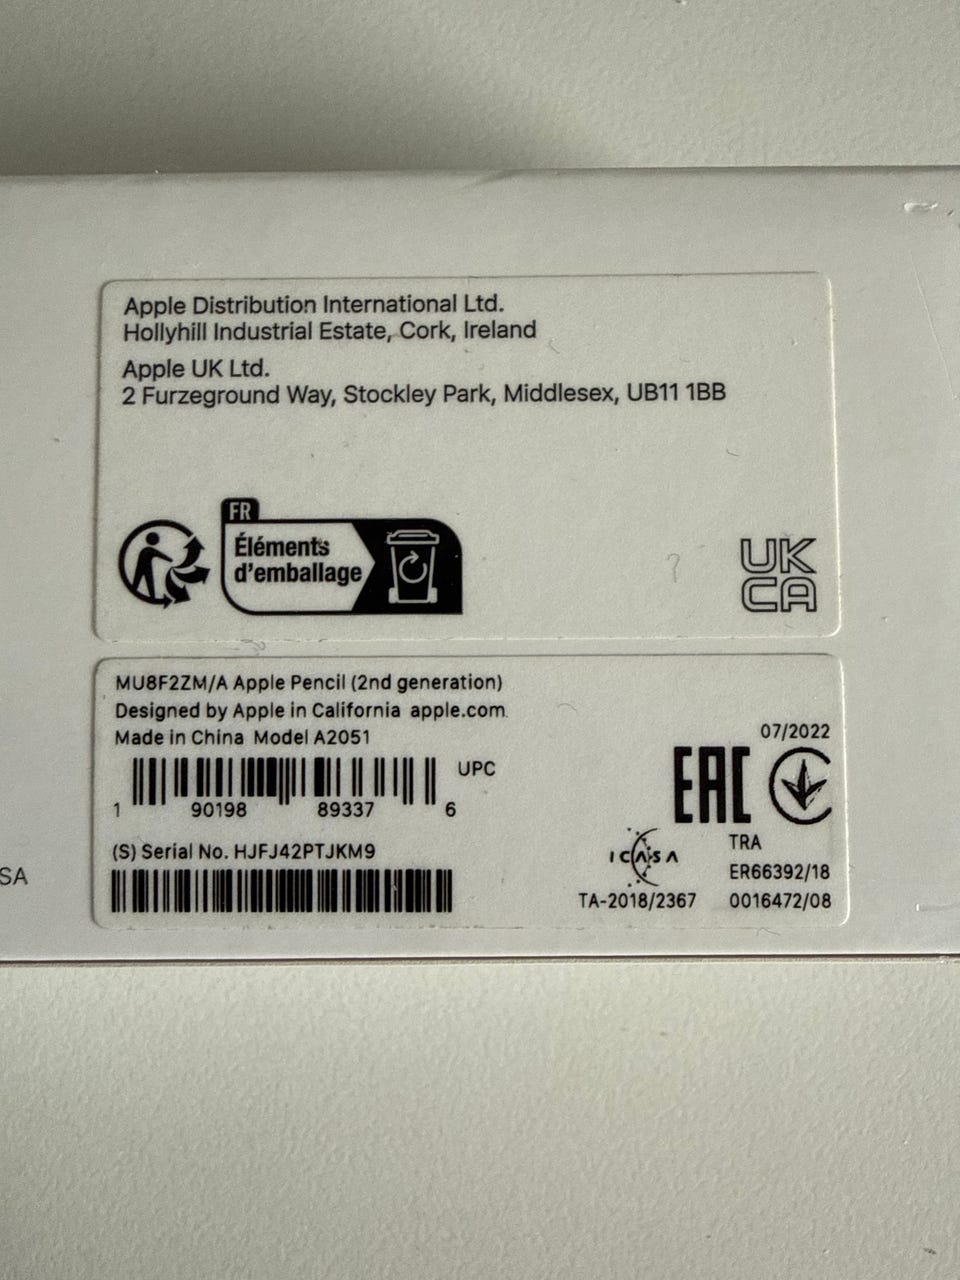 Apple Distribution International Ltd.
Hollyhill Industrial Estate, Cork, Ireland
Apple UK Ltd.
2 Furzeground Way, Stockley Park, Middlesex, UB11 1BB
FR
Éléments
d'emballage
UK
CA
MU8F2ZM/A Apple Pencil (2nd generation)
Designed by Apple in California apple.com
Made in China Model A2051
UPC
1 90198 89337 6
(S) Serial No. HJFJ42PTJKM9
07/2022
EAC
ICASA
TA-2018/2367
TRA
ER66392/18
0016472/08
SA